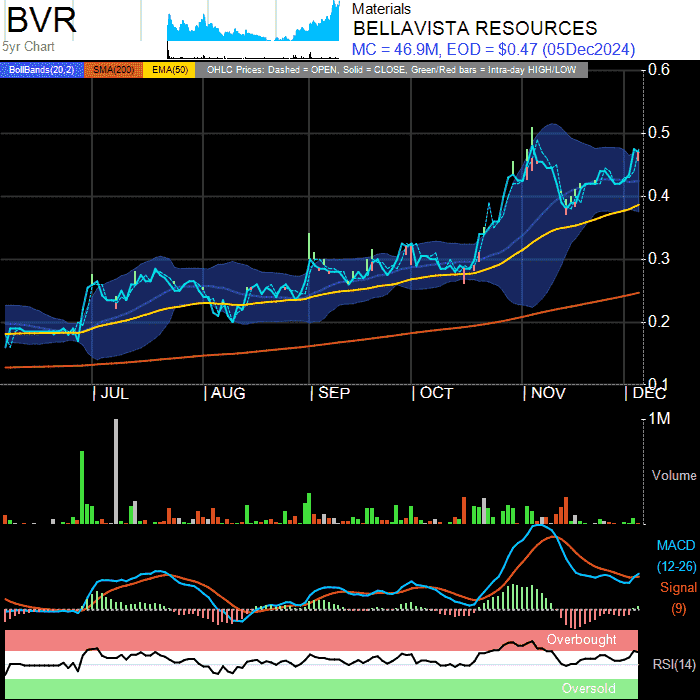 BVR
5yr Chart
Materials
BELLAVISTA RESOURCES
MC = 46.9M, EOD = $0.47 (05Dec2024)
BollBands(20,2) SMA(200) EMA(50) OHLC Prices: Dashed = OPEN, Solid = CLOSE, Green/Red bars = Intra-day HIGH/LOW
0.6
0.5
0.4
0.3
0.2
0.1
JUL AUG SEP OCT NOV DEC
1M
Volume
MACD
(12-26)
Signal
(9)
Overbought
RSI(14)
Oversold